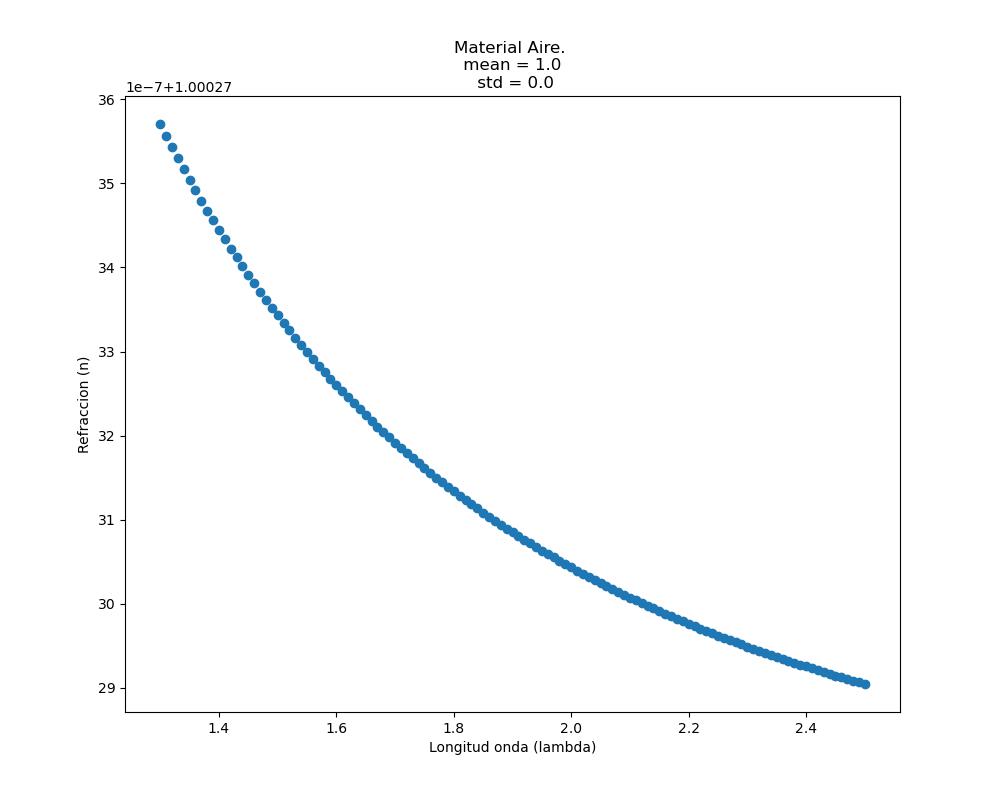 Material Aire.
mean = 1.0
std = 0.0
1e−7+1.00027
36
35
34
33
32
31
30
29
Refraccion (n)
1.4 1.6 1.8 2.0 2.2 2.4
Longitud onda (lambda)